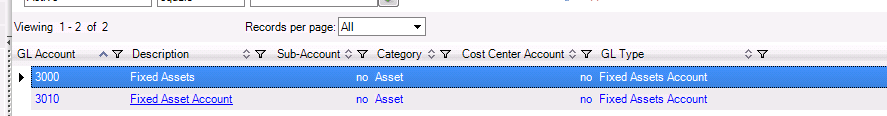 Viewing 1 - 2 of 2 Records per page: All
GL Account Description Sub-Account Category Cost Center Account GL Type
3000 Fixed Assets no Asset no Fixed Assets Account
3010 Fixed Asset Account no Asset no Fixed Assets Account